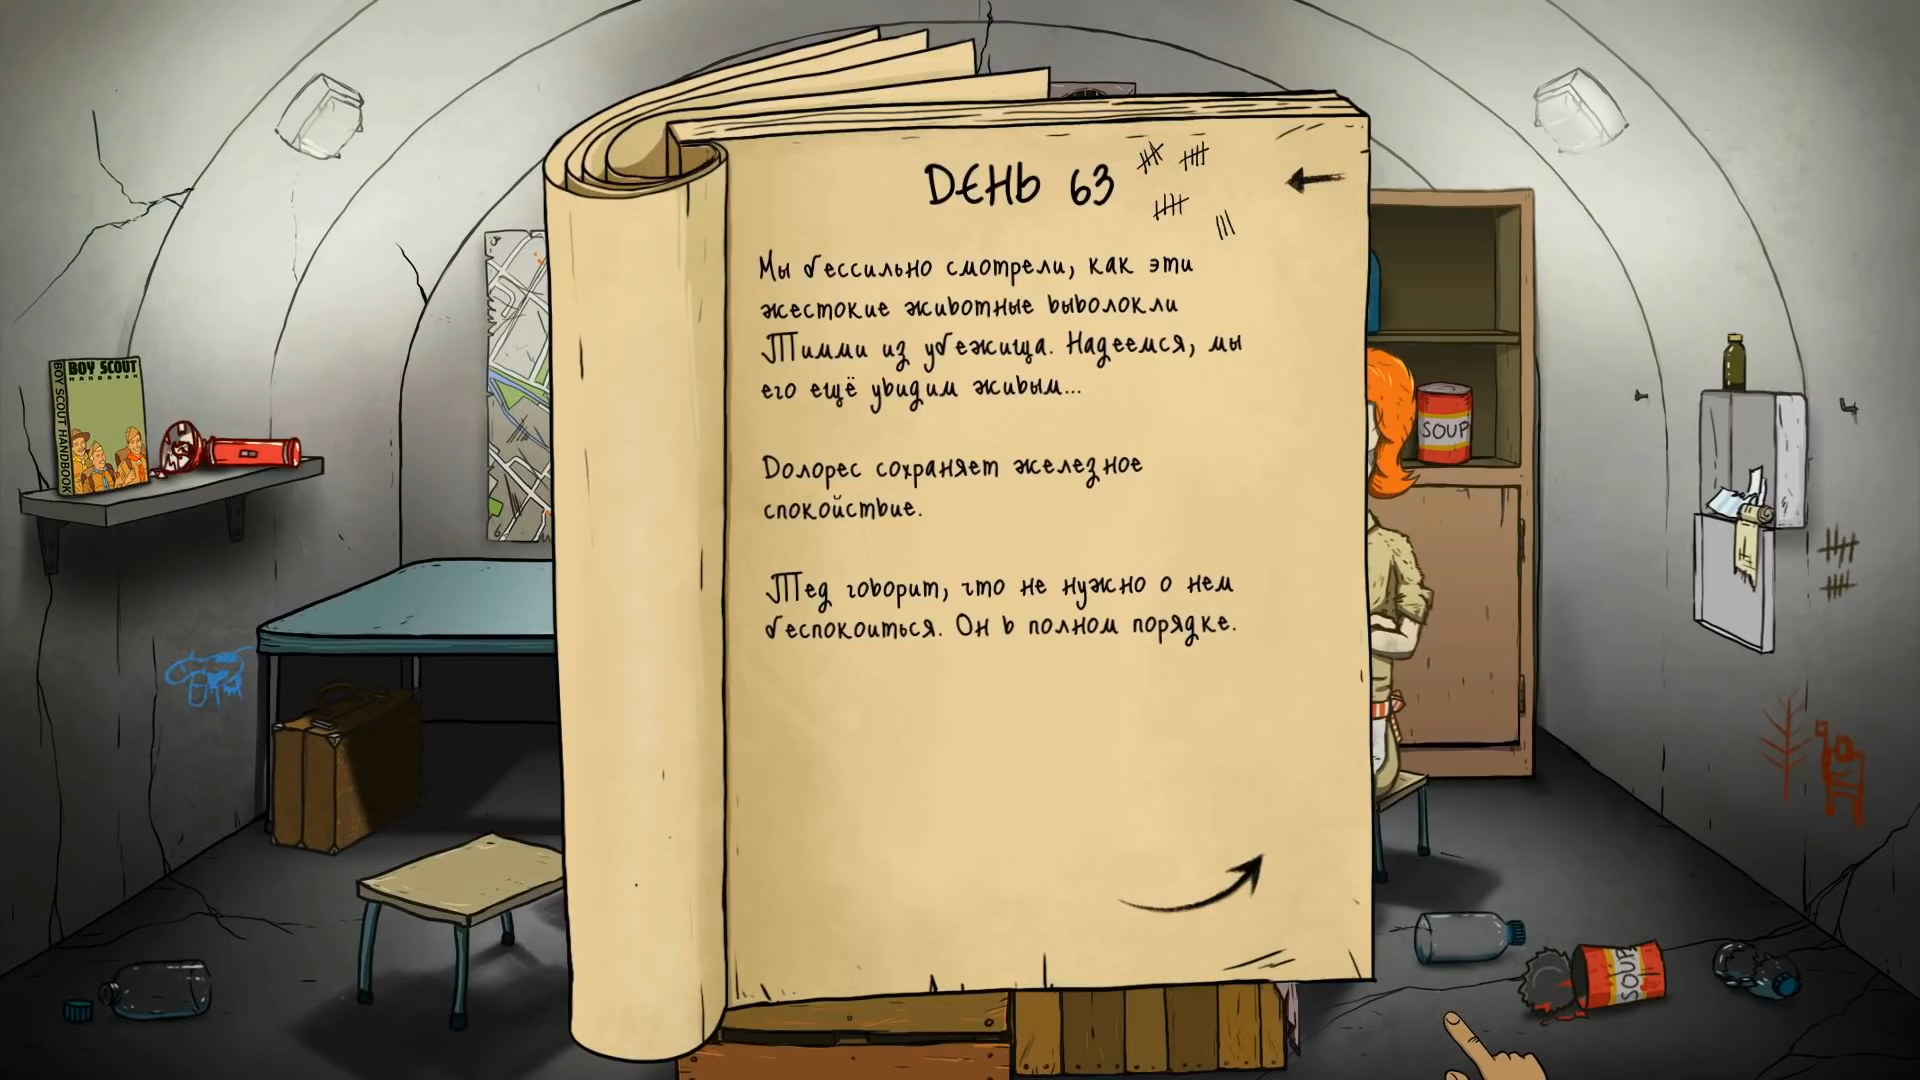 BOY SCOUT
HANDBOOK
BOY SCOUT HANDBOOK
ДЕНЬ 63
Мы бессильно смотрели, как эти
жестокие животные выволокли
Тимми из убежища. Надеемся, мы
его ещё увидим живым...
Долорес сохраняет железное
спокойствие.
Тед говорит, что не нужно о нем
беспокоиться. Он в полном порядке.
SOUP
SOUP